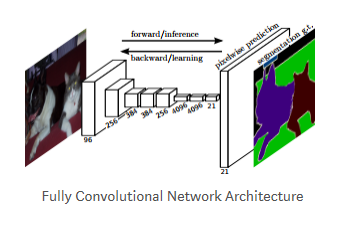 forward/inference
backward/learning
pixelwise prediction
segmentation g.t.
96
256
384
384
256
4096
4096
21
21
Fully Convolutional Network Architecture